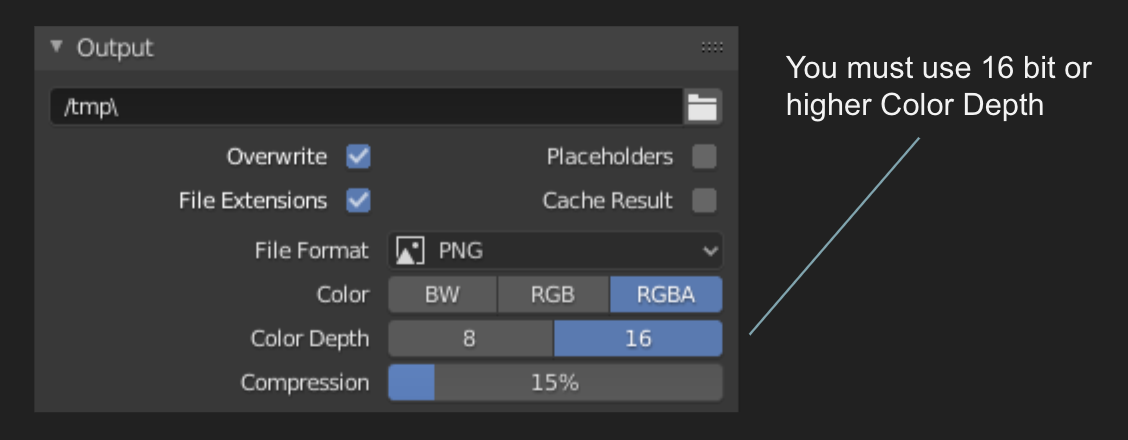 Output
/tmp\
Overwrite
Placeholders
File Extensions
Cache Result
File Format PNG
Color BW RGB RGBA
Color Depth 8 16
Compression 15%
You must use 16 bit or
higher Color Depth